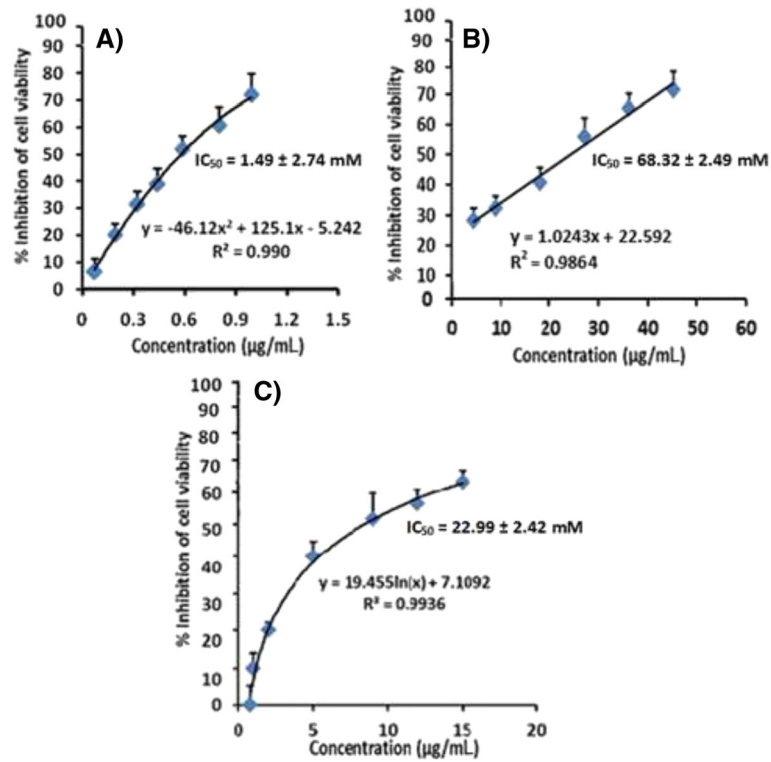 A)
% Inhibition of cell viability
100
90
80
70
60
50
40
30
20
10
0
IC₅₀ = 1.49 ± 2.74 mM
y = -46.12x² + 125.1x - 5.242
R² = 0.990
0 0.3 0.6 0.9 1.2 1.5
Concentration (µg/mL)
B)
% Inhibition of cell viability
100
90
80
70
60
50
40
30
20
10
0
IC₅₀ = 68.32 ± 2.49 mM
y = 1.0243x + 22.592
R² = 0.9864
0 10 20 30 40 50 60
Concentration (µg/mL)
C)
% Inhibition of cell viability
100
90
80
70
60
50
40
30
20
10
0
IC₅₀ = 22.99 ± 2.42 mM
y = 19.455ln(x) + 7.1092
R² = 0.9936
0 5 10 15 20
Concentration (µg/mL)